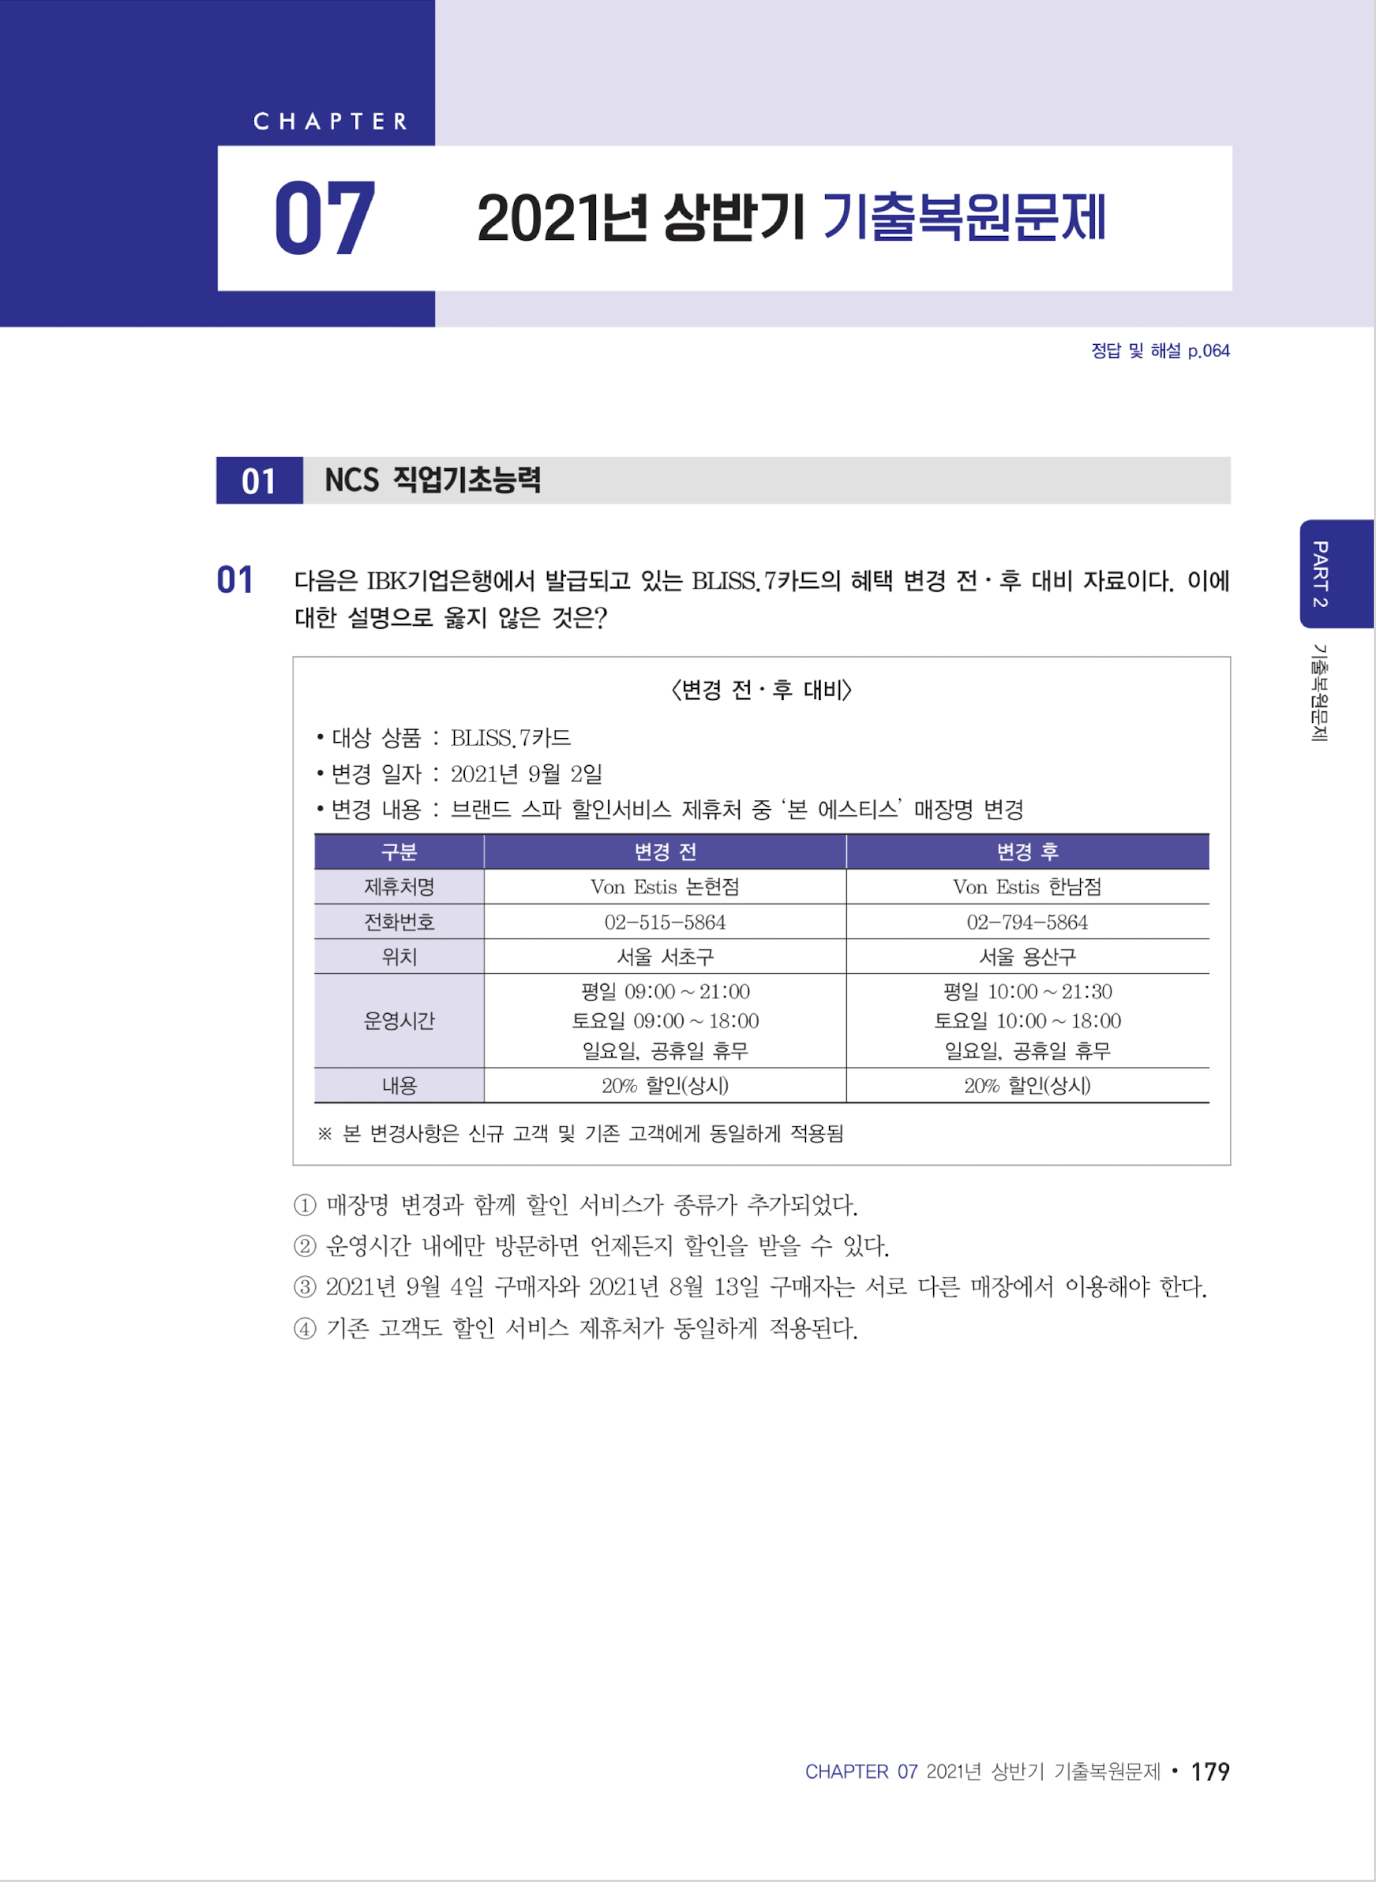 CHAPTER
07
2021년 상반기 기출복원문제
정답 및 해설 p.064
01 NCS 직업기초능력
01 다음은 IBK기업은행에서 발급되고 있는 BLISS.7카드의 혜택 변경 전·후 대비 자료이다. 이에
대한 설명으로 옳지 않은 것은?
〈변경 전·후 대비〉
• 대상 상품 : BLISS.7카드
• 변경 일자 : 2021년 9월 2일
• 변경 내용 : 브랜드 스파 할인서비스 제휴처 중 ‘본 에스티스’ 매장명 변경
구분 변경 전 변경 후
제휴처명 Von Estis 논현점 Von Estis 한남점
전화번호 02-515-5864 02-794-5864
위치 서울 서초구 서울 용산구
운영시간
평일 09:00 ~ 21:00 평일 10:00 ~ 21:30
토요일 09:00 ~ 18:00 토요일 10:00 ~ 18:00
일요일, 공휴일 휴무 일요일, 공휴일 휴무
내용 20% 할인(상시) 20% 할인(상시)
※ 본 변경사항은 신규 고객 및 기존 고객에게 동일하게 적용됨
① 매장명 변경과 함께 할인 서비스가 종류가 추가되었다.
② 운영시간 내에만 방문하면 언제든지 할인을 받을 수 있다.
③ 2021년 9월 4일 구매자와 2021년 8월 13일 구매자는 서로 다른 매장에서 이용해야 한다.
④ 기존 고객도 할인 서비스 제휴처가 동일하게 적용된다.
PART 2
기출복원문제
CHAPTER 07 2021년 상반기 기출복원문제 • 179